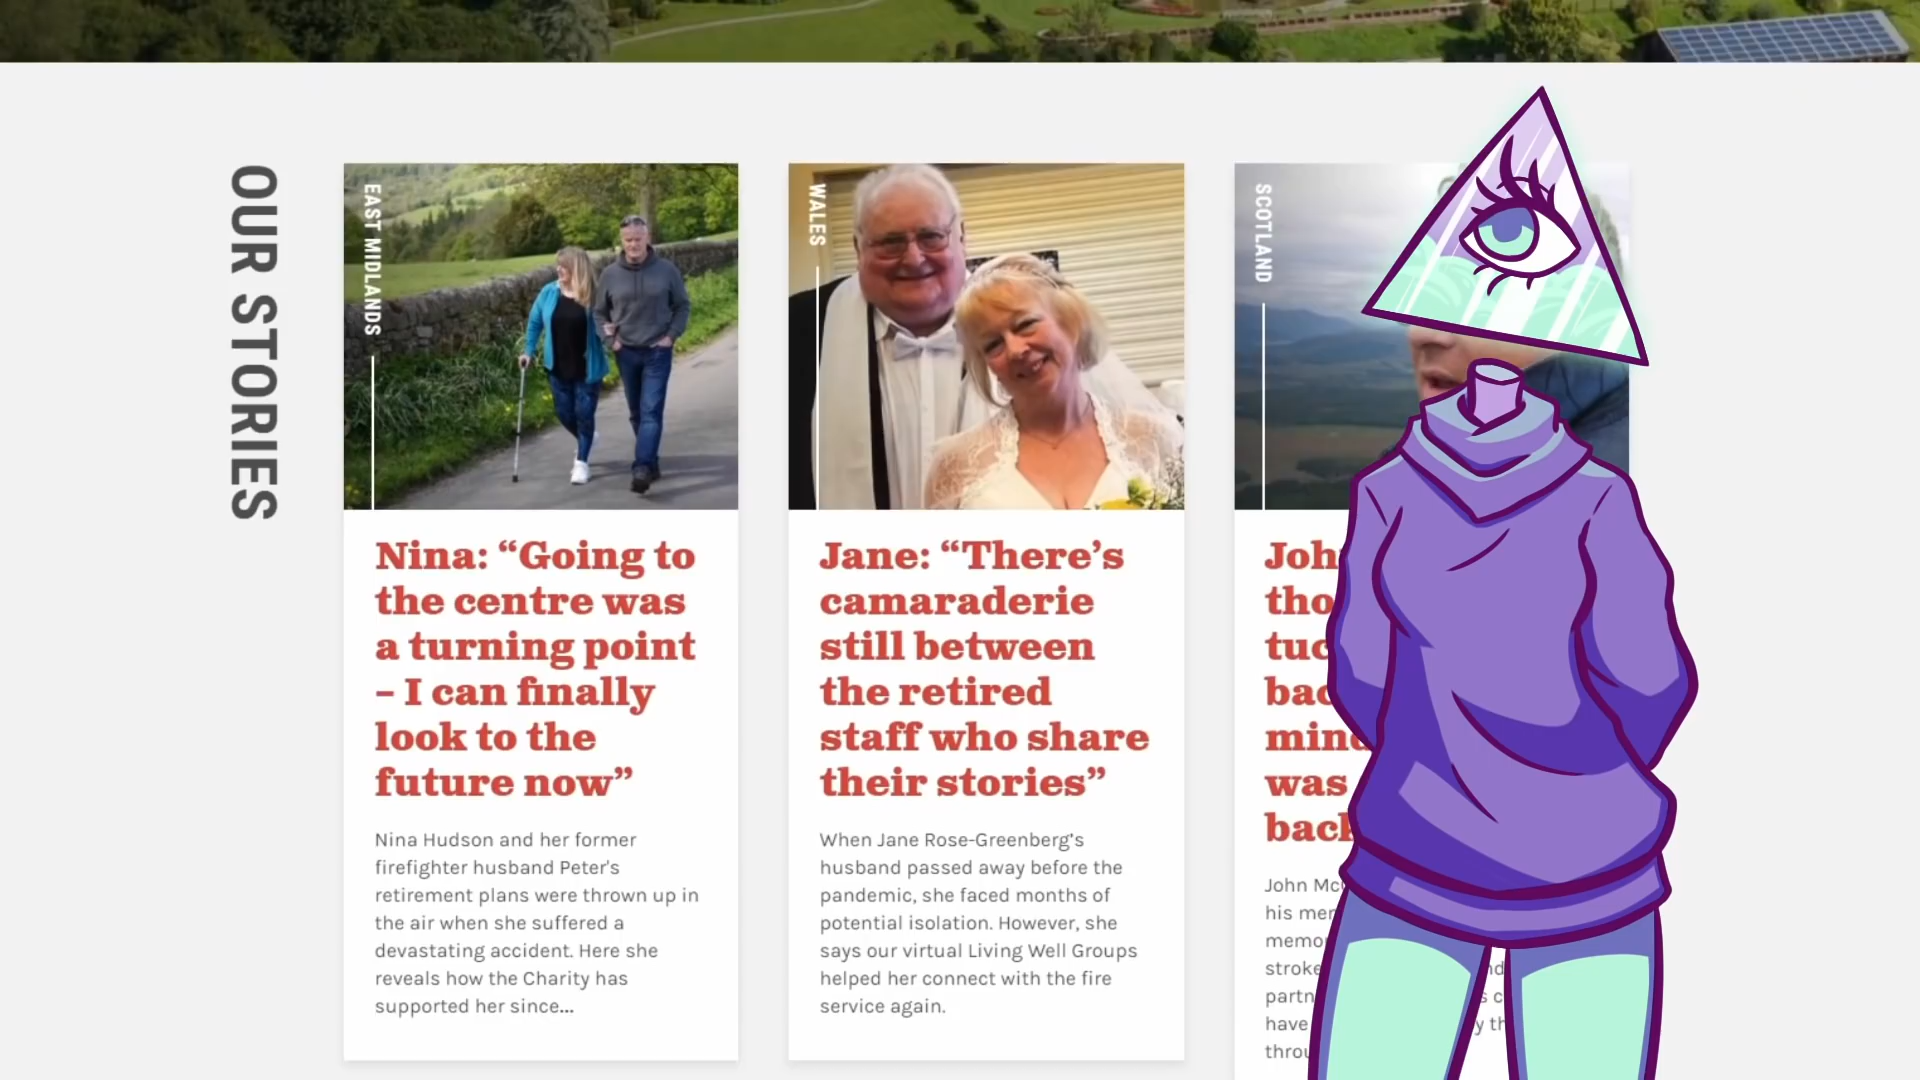 OUR STORIES
EAST MIDLANDS
Nina: “Going to
the centre was
a turning point
– I can finally
look to the
future now”
Nina Hudson and her former
firefighter husband Peter's
retirement plans were thrown up in
the air when she suffered a
devastating accident. Here she
reveals how the Charity has
supported her since...
WALES
Jane: “There’s
camaraderie
still between
the retired
staff who share
their stories”
When Jane Rose-Greenberg's
husband passed away before the
pandemic, she faced months of
potential isolation. However, she
says our virtual Living Well Groups
helped her connect with the fire
service again.
SCOTLAND
was
John
his
stroke
have